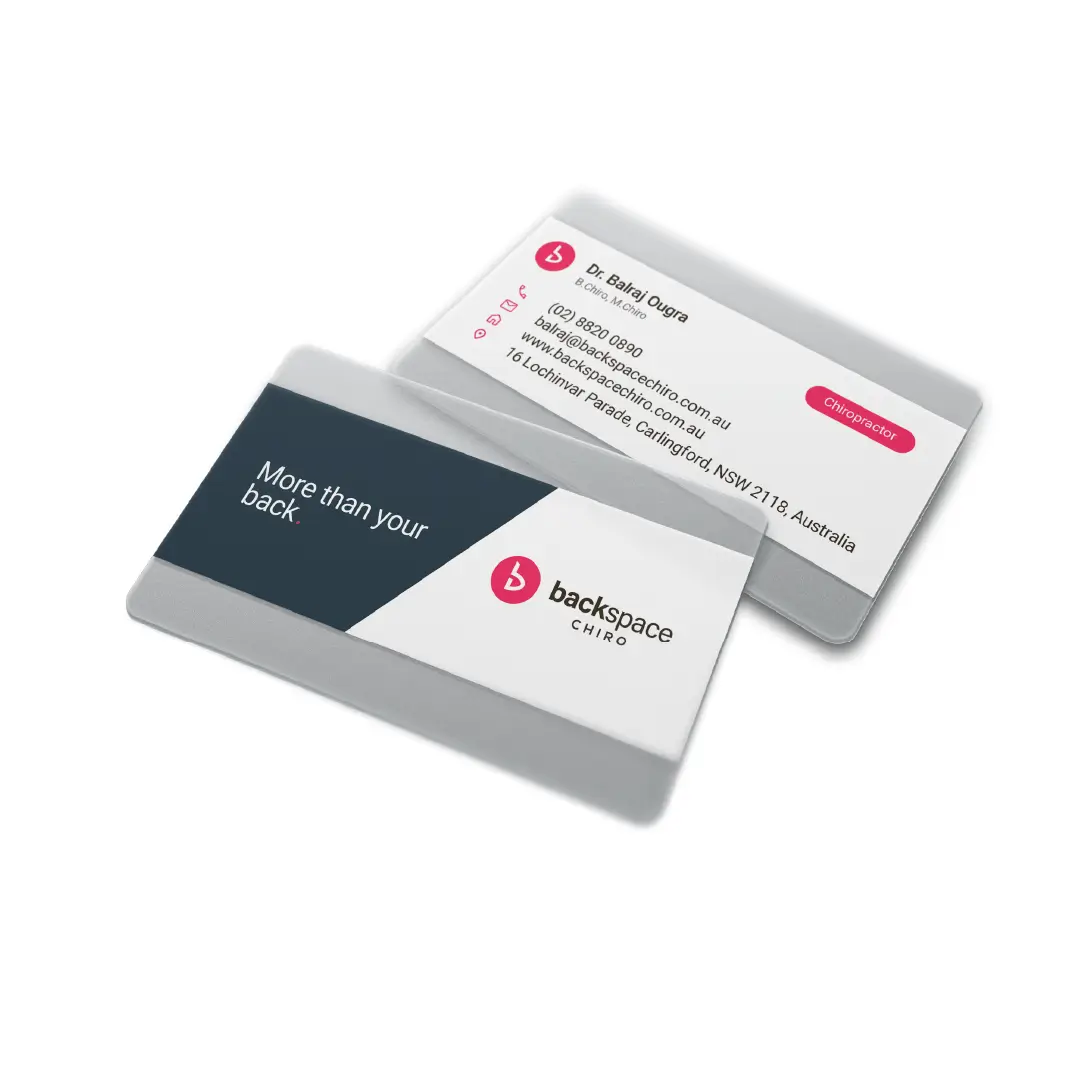 Dr. Balraj Ougra
B.Chiro, M.Chiro
(02) 8820 0890
balraj@backspacechiro.com.au
www.backspacechiro.com.au
16 Lochinvar Parade, Carlingford, NSW 2118, Australia
Chiropractor
More than your
back.
backspace
CHIRO